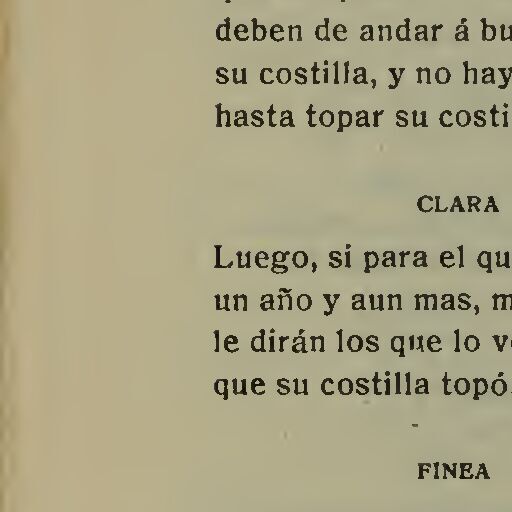 deben de andar á bu
su costilla, y no hay
hasta topar su costi
CLARA
Luego, si para el qu
un año y aun mas, m
le dirán los que lo v
que su costilla topó.
FINEA